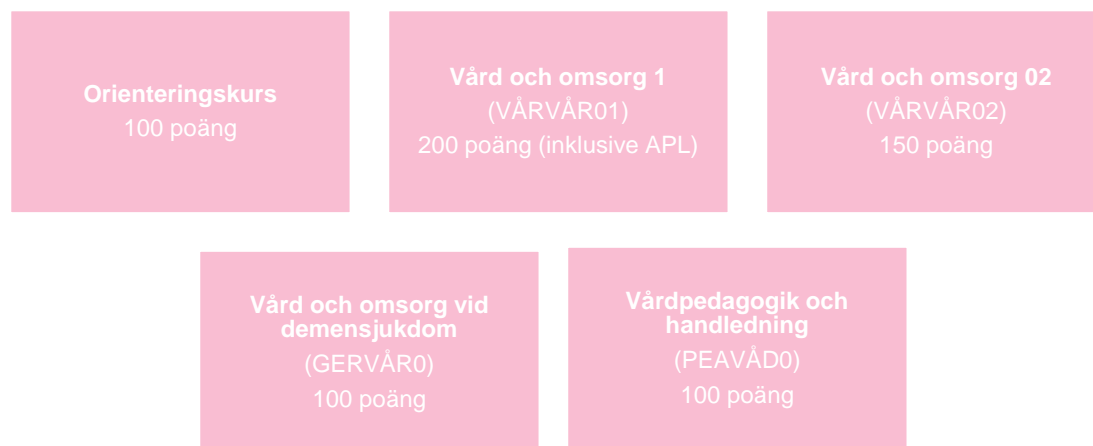 Orienteringskurs
100 poäng
Vård och omsorg 1
(VÅRVÅR01)
200 poäng (inklusive APL)
Vård och omsorg 02
(VÅRVÅR02)
150 poäng
Vård och omsorg vid
demensjukdom
(GERVÅR0)
100 poäng
Vårdpedagogik och
handledning
(PEAVÅD0)
100 poäng